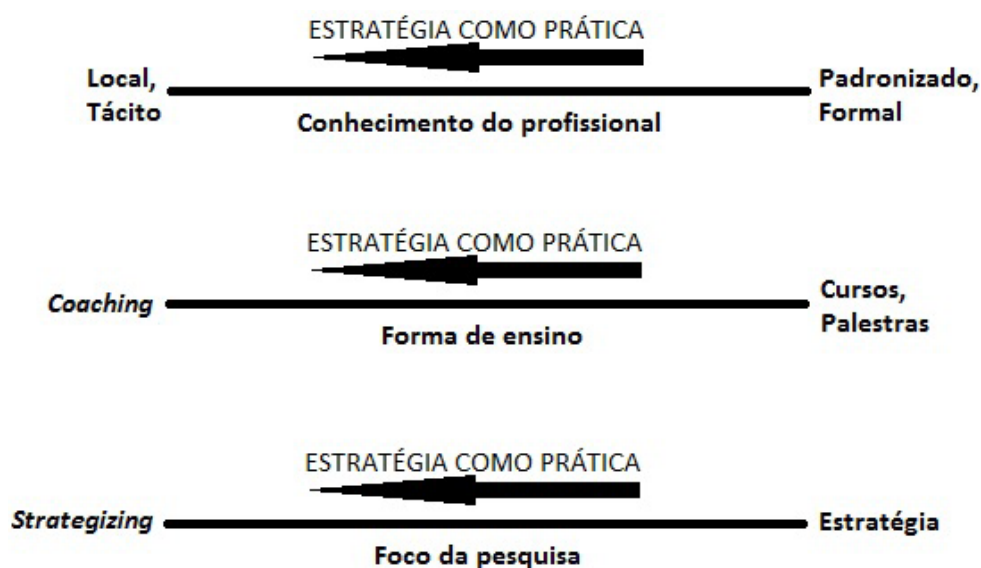 ESTRATÉGIA COMO PRÁTICA
Local,
Tácito
Padronizado,
Formal
Conhecimento do profissional
ESTRATÉGIA COMO PRÁTICA
Coaching
Cursos,
Palestras
Forma de ensino
ESTRATÉGIA COMO PRÁTICA
Strategizing
Estratégia
Foco da pesquisa